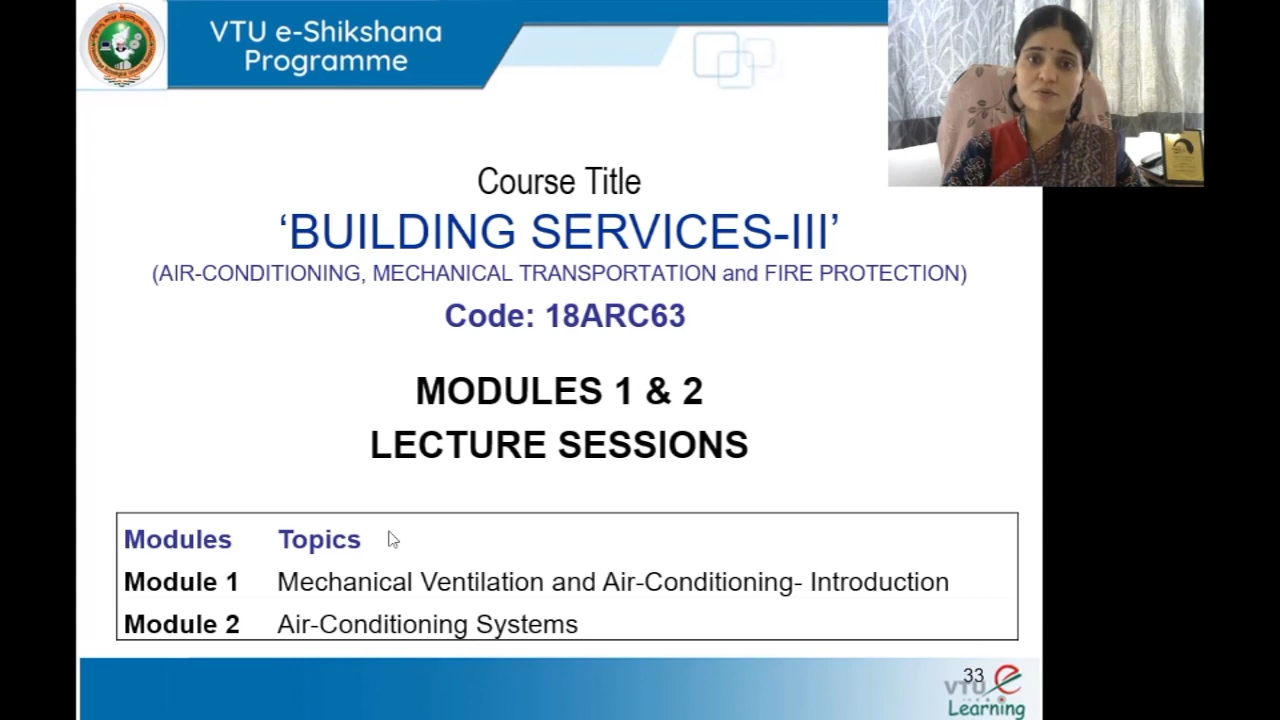 VTU e-Shikshana
Programme
Course Title
‘BUILDING SERVICES-III’
(AIR-CONDITIONING, MECHANICAL TRANSPORTATION and FIRE PROTECTION)
Code: 18ARC63
MODULES 1 & 2
LECTURE SESSIONS
Modules Topics
Module 1 Mechanical Ventilation and Air-Conditioning- Introduction
Module 2 Air-Conditioning Systems
33
VTU e
Learning